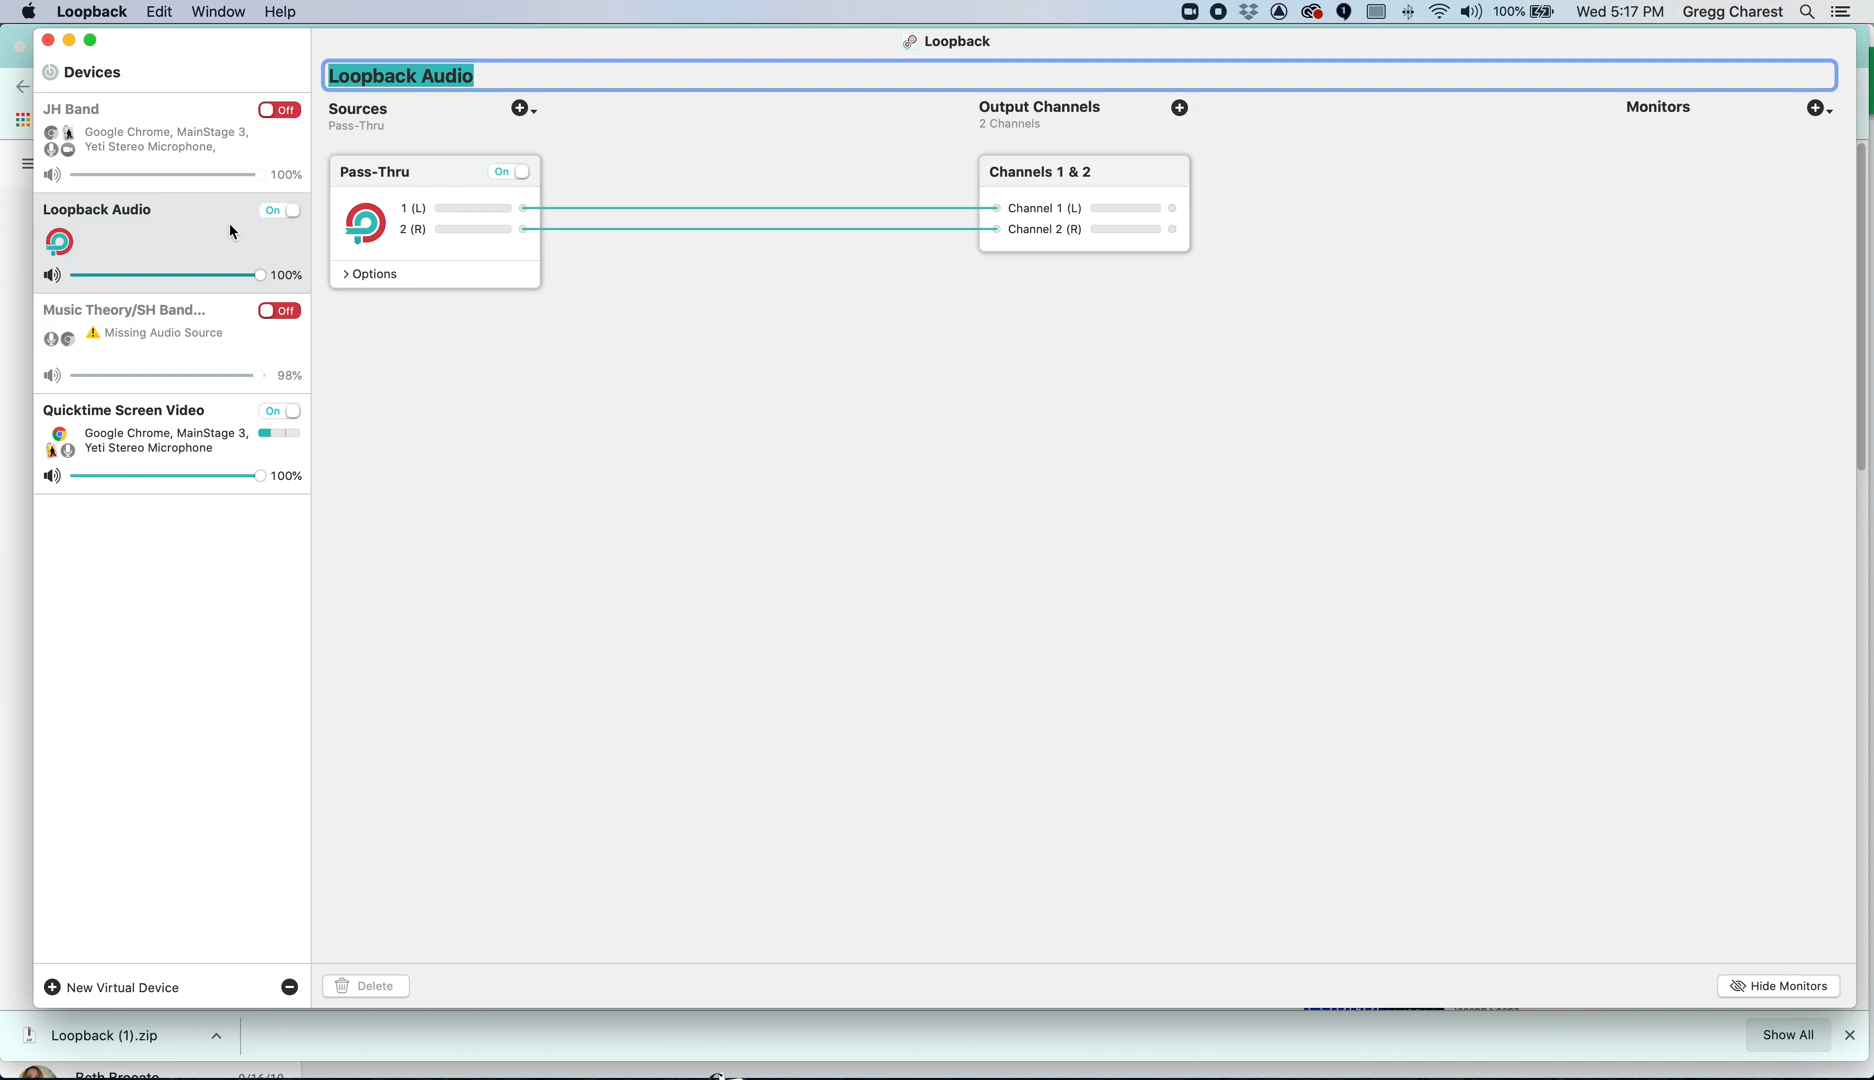 Loopback Edit Window Help
100% Wed 5:17 PM Gregg Charest
Loopback
Devices
JH Band Off
Google Chrome, MainStage 3,
Yeti Stereo Microphone,
100%
Loopback Audio On
100%
Music Theory/SH Band... Off
Missing Audio Source
98%
Quicktime Screen Video On
Google Chrome, MainStage 3,
Yeti Stereo Microphone
100%
New Virtual Device
Loopback Audio
Sources
Pass-Thru
Output Channels
2 Channels
Monitors
Pass-Thru On
1 (L)
2 (R)
> Options
Channels 1 & 2
Channel 1 (L)
Channel 2 (R)
Delete
Hide Monitors
Loopback (1).zip
Show All